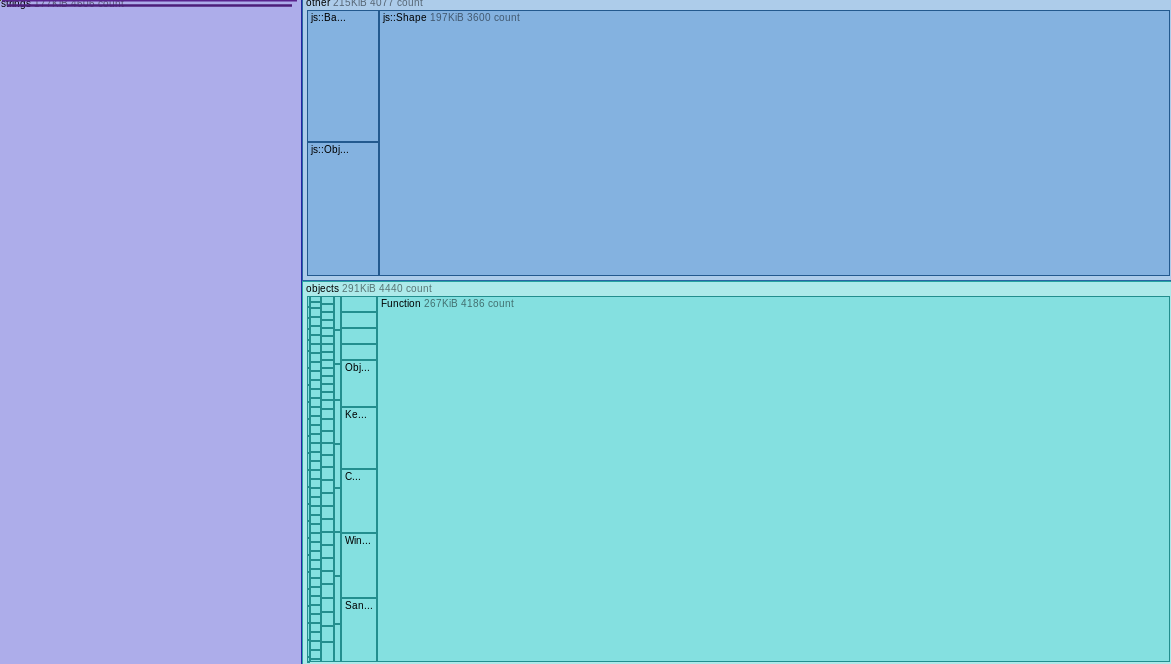 strings
other 215KiB 4077 count
js::Ba...
js::Shape 197KiB 3600 count
js::Obj...
objects 291KiB 4440 count
Function 267KiB 4186 count
Obj...
Ke...
C...
Win...
San...